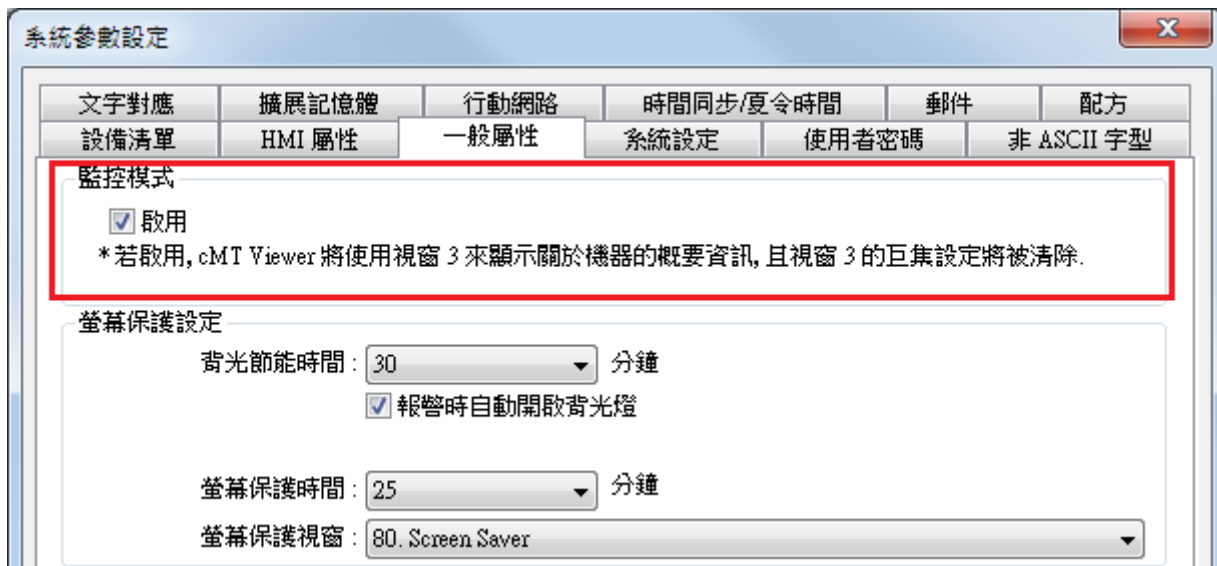 系統參數設定
文字對應 擴展記憶體 行動網路 時間同步/夏令時間 郵件 配方
設備清單 HMI 屬性 一般屬性 系統設定 使用者密碼 非 ASCII 字型
監控模式
啟用
*若啟用, cMT Viewer 將使用視窗 3 來顯示關於機器的概要資訊, 且視窗 3 的巨集設定將被清除.
螢幕保護設定
背光節能時間 : 30 分鐘
報警時自動開啟背光燈
螢幕保護時間 : 25 分鐘
螢幕保護視窗 : 80. Screen Saver